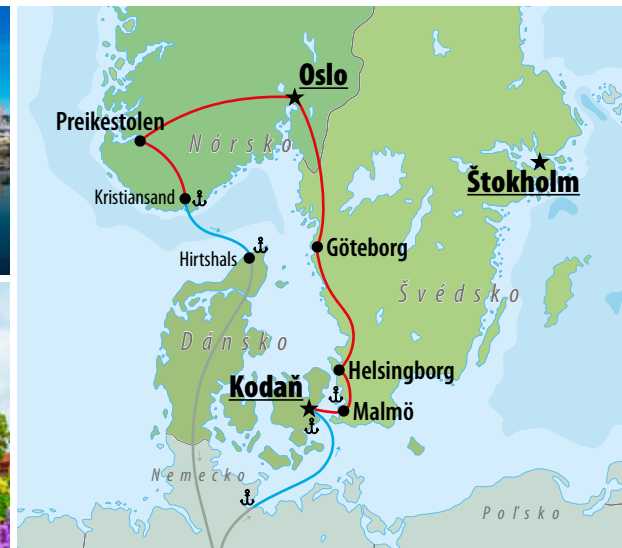 Oslo
Preikestolen
Nórsko
Štokholm
Kristiansand
Göteborg
Hirtshals
Švédsko
Dánsko
Helsingborg
Kodaň
Malmö
Nemecko
Poľsko